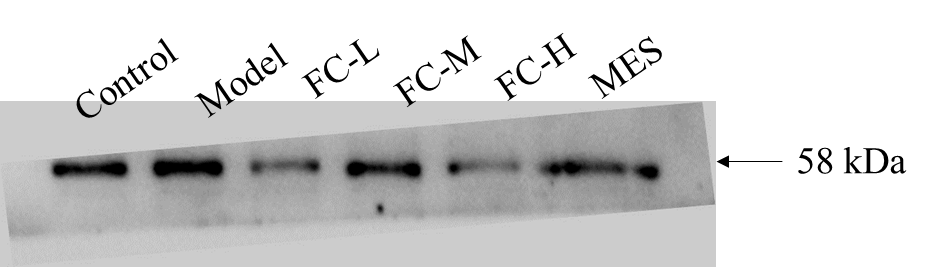 Control
Model
FC-L
FC-M
FC-H
MES
58 kDa